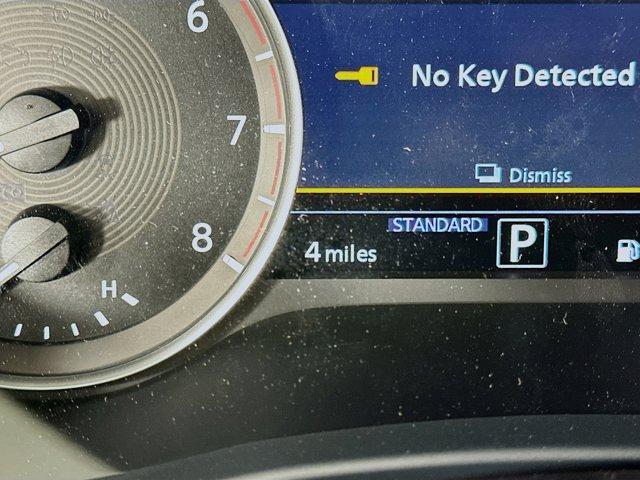 6
7
8
H
No Key Detected
Dismiss
STANDARD
P
4 miles